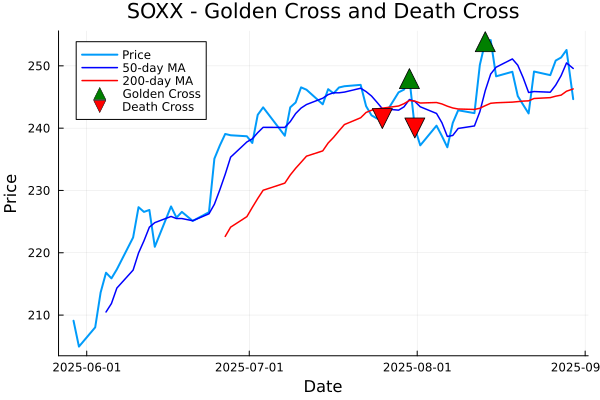 SOXX - Golden Cross and Death Cross
Price
50-day MA
200-day MA
Golden Cross
Death Cross
250
240
230
220
210
Price
2025-06-01
2025-07-01
2025-08-01
2025-09
Date